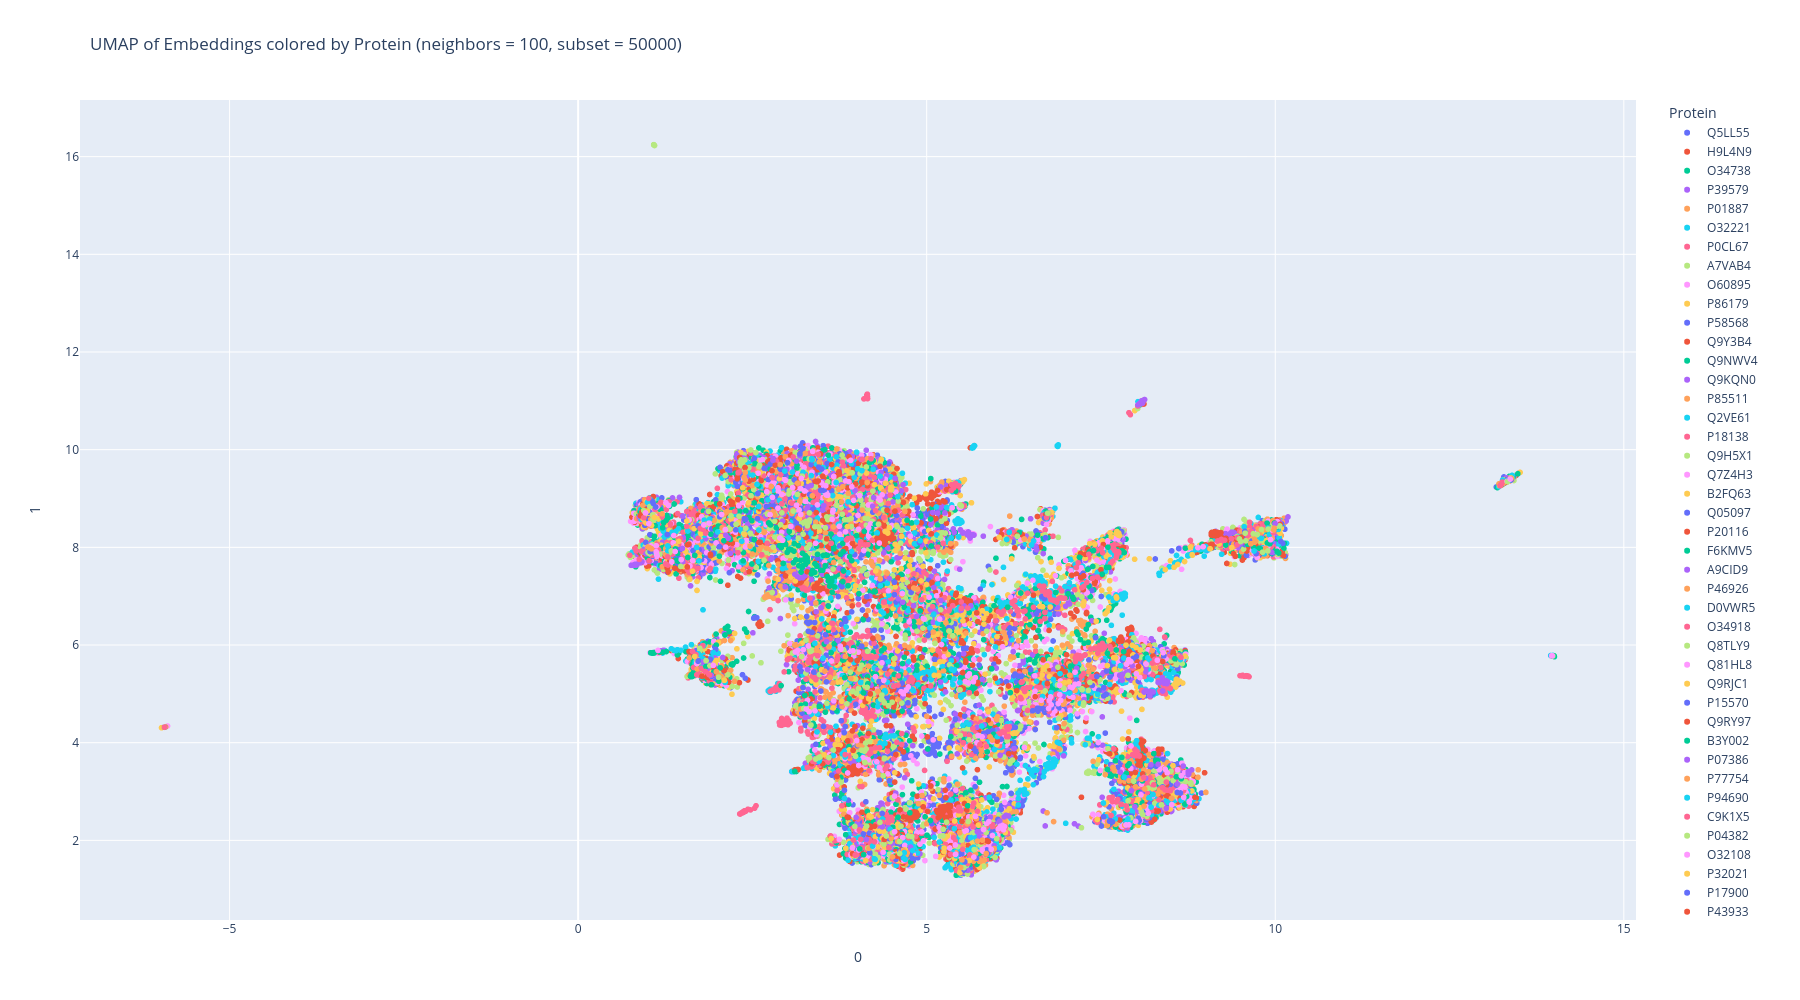 UMAP of Embeddings colored by Protein (neighbors = 100, subset = 50000)
Protein
Q5LL55
H9L4N9
O34738
P39579
P01887
O32221
P0CL67
A7VAB4
O60895
P86179
P58568
Q9Y3B4
Q9NWV4
Q9KQN0
P85511
Q2VE61
P18138
Q9H5X1
Q7Z4H3
B2FQ63
Q05097
P20116
F6KMV5
A9CID9
P46926
D0VWR5
O34918
Q8TLY9
Q81HL8
Q9RJC1
P15570
Q9RY97
B3Y002
P07386
P77754
P94690
C9K1X5
P04382
O32108
P32021
P17900
P43933
16
14
12
10
8
6
4
2
1
−5
0
5
10
15
0